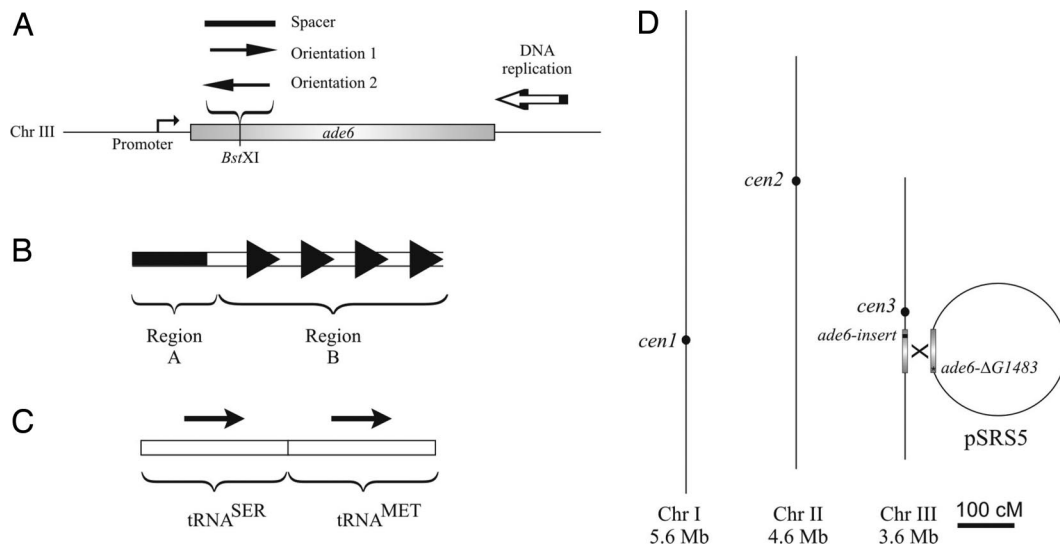 A
Spacer
Orientation 1
Orientation 2
DNA
replication
Chr III
Promoter
ade6
BstXI
B
Region
A
Region
B
C
tRNASER
tRNAMET
D
cen2
cen3
cen1
ade6-insert
ade6-ΔG1483
pSRS5
Chr I
5.6 Mb
Chr II
4.6 Mb
Chr III
3.6 Mb
100 cM